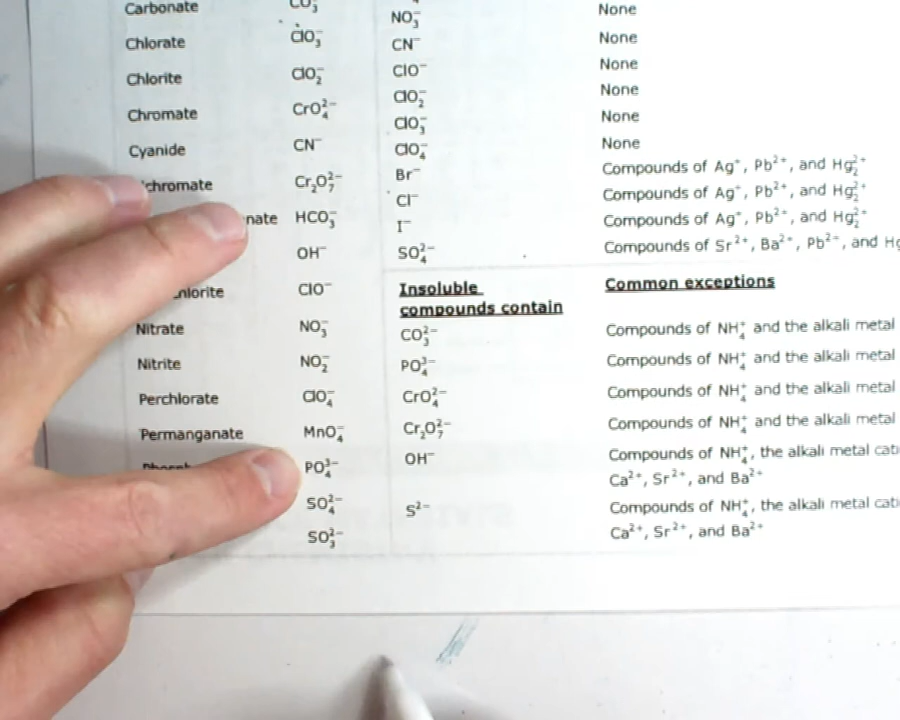 Carbonate CO₃
Chlorate ClO₃⁻
Chlorite ClO₂⁻
Chromate CrO₄²⁻
Cyanide CN⁻
chromate Cr₂O₇²⁻
nate HCO₃⁻
OH⁻
hlorite ClO⁻
Nitrate NO₃⁻
Nitrite NO₂⁻
Perchlorate ClO₄⁻
Permanganate MnO₄⁻
PO₄³⁻
SO₄²⁻
SO₃²⁻
NO₃⁻ None
CN⁻ None
ClO⁻ None
ClO₂⁻ None
ClO₃⁻ None
ClO₄⁻ None
Br⁻ Compounds of Ag⁺, Pb²⁺, and Hg₂²⁺
Cl⁻ Compounds of Ag⁺, Pb²⁺, and Hg₂²⁺
I⁻ Compounds of Ag⁺, Pb²⁺, and Hg₂²⁺
SO₄²⁻ Compounds of Sr²⁺, Ba²⁺, Pb²⁺, and Hg
Insoluble Common exceptions
compounds contain
CO₃²⁻ Compounds of NH₄⁺ and the alkali metal
PO₄³⁻ Compounds of NH₄⁺ and the alkali metal
CrO₄²⁻ Compounds of NH₄⁺ and the alkali metal
Cr₂O₇²⁻ Compounds of NH₄⁺ and the alkali metal
OH⁻ Compounds of NH₄⁺, the alkali metal cati
Ca²⁺, Sr²⁺, and Ba²⁺
S²⁻ Compounds of NH₄⁺, the alkali metal cati
Ca²⁺, Sr²⁺, and Ba²⁺